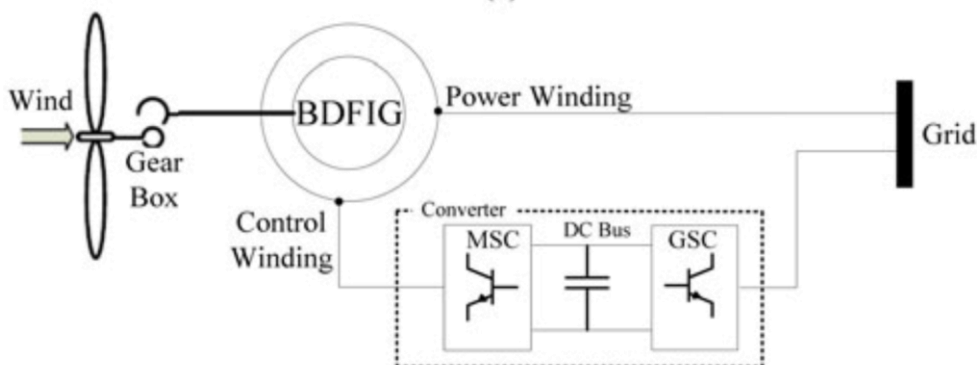 Wind
Gear
Box
BDFIG
Power Winding
Grid
Control
Winding
Converter
MSC
DC Bus
GSC